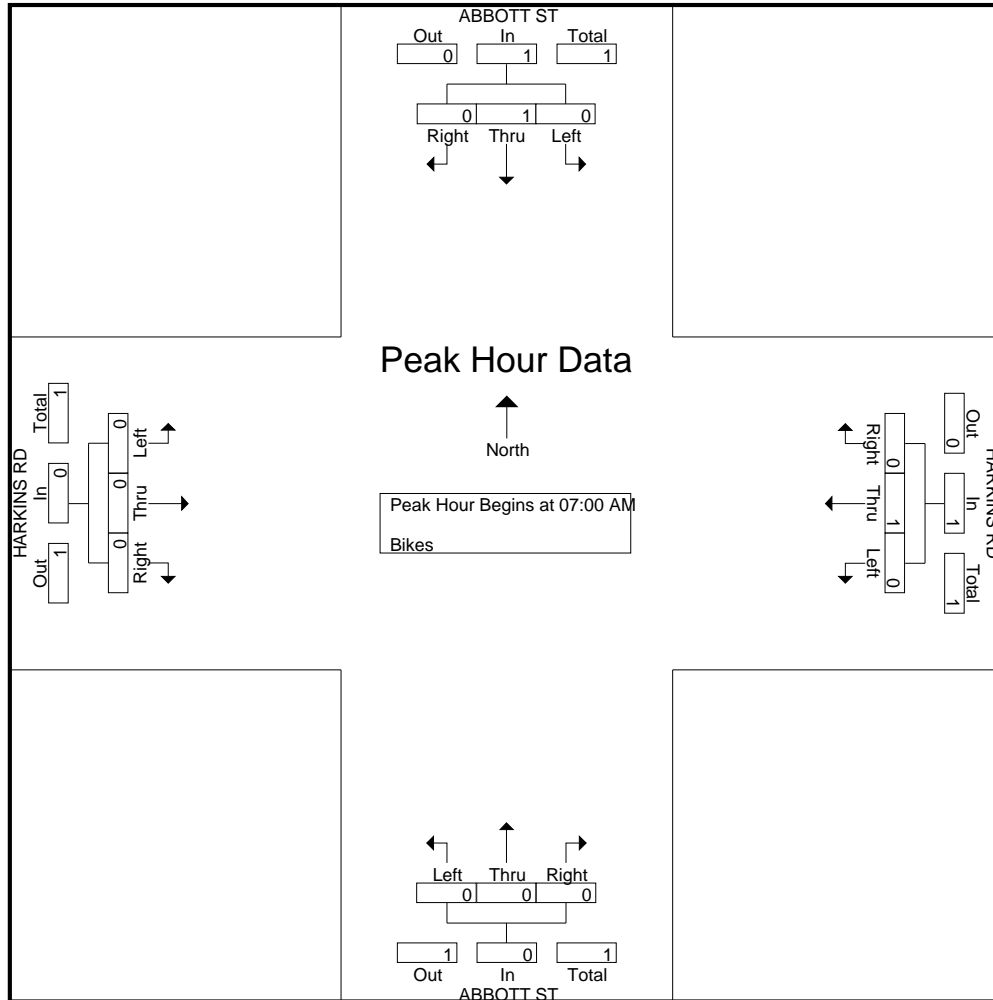 ABBOTT ST
Out In Total
0 1 1
0 1 0
Right Thru Left
Peak Hour Data
North
Peak Hour Begins at 07:00 AM
Bikes
HARKINS RD
Total In Out
1 0 1
0 0 0
Left Thru Right
Right Thru Left
0 1 0
Out In Total
0 1 1
HARKINS RD
Left Thru Right
0 0 0
1 0 1
Out In Total
ABBOTT ST